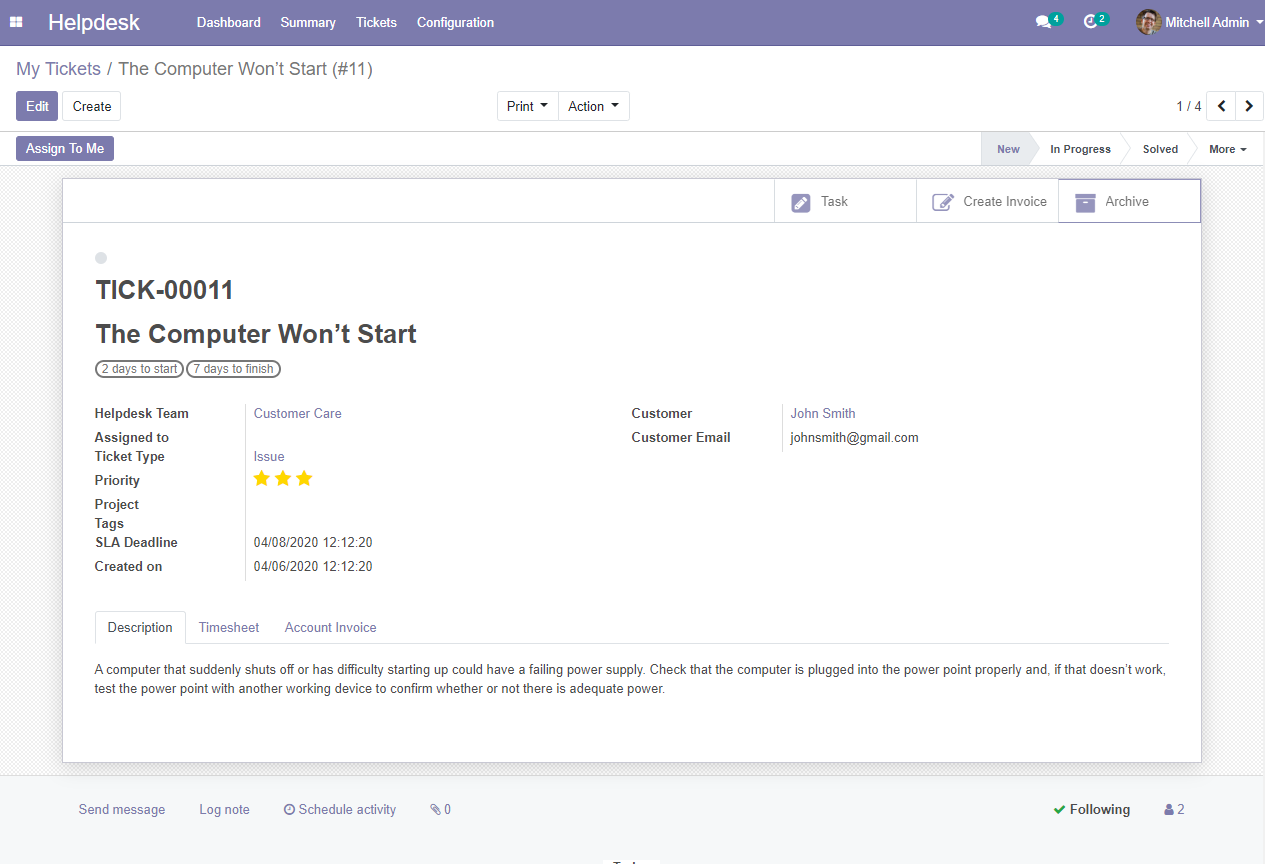 Helpdesk Dashboard Summary Tickets Configuration 4 2 Mitchell Admin
My Tickets / The Computer Won’t Start (#11)
Edit Create Print Action 1 / 4
Assign To Me New In Progress Solved More
Task Create Invoice Archive
TICK-00011
The Computer Won’t Start
2 days to start 7 days to finish
Helpdesk Team Customer Care Customer John Smith
Assigned to Customer Email johnsmith@gmail.com
Ticket Type Issue
Priority
Project
Tags
SLA Deadline 04/08/2020 12:12:20
Created on 04/06/2020 12:12:20
Description Timesheet Account Invoice
A computer that suddenly shuts off or has difficulty starting up could have a failing power supply. Check that the computer is plugged into the power point properly and, if that doesn’t work,
test the power point with another working device to confirm whether or not there is adequate power.
Send message Log note Schedule activity 0 Following 2